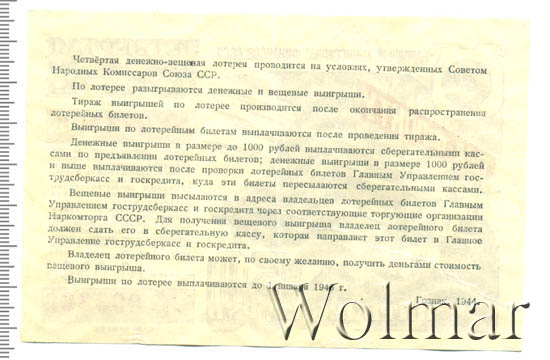 Четвёртая денежно-вещевая лотерея проводится на условиях, утвержденных Советом
Народных Комиссаров Союза ССР.
По лотерее разыгрываются денежные и вещевые выигрыши.
Тираж выигрышей по лотерее производится после окончания распространения
лотерейных билетов.
Выигрыши по лотерейным билетам выплачиваются после проведения тиража.
Денежные выигрыши в размере до 1000 рублей выплачиваются сберегательными кас-
сами по предъявлении лотерейных билетов; денежные выигрыши в размере 1000 рублей
и выше выплачиваются после проверки лотерейных билетов Главным Управлением гос-
трудсберкасс и госкредита, куда эти билеты пересылаются сберегательными кассами.
Вещевые выигрыши высылаются в адреса владельцев лотерейных билетов Главным
Управлением гострудсберкасс и госкредита через соответствующие торгующие организации
Наркомторга СССР. Для получения вещевого выигрыша владелец лотерейного билета
должен сдать его в сберегательную кассу, которая направляет этот билет в Главное
Управление гострудсберкасс и госкредита.
Владелец лотерейного билета может, по своему желанию, получить деньгами стоимость
вещевого выигрыша.
Выигрыши по лотерее выплачиваются до 1 января 1946 г.
Гознак. 1944.
Wolmar